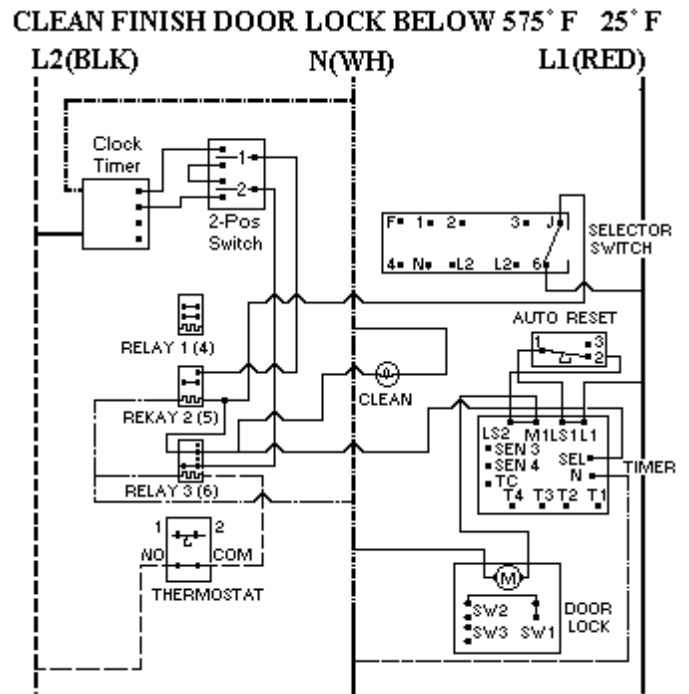 CLEAN FINISH DOOR LOCK BELOW 575° F 25° F
L2(BLK) N(WH) L1(RED)
Clock
Timer
1
2
2-Pos
Switch
F 1 2 3 J
4 N L2 L2 6
SELECTOR
SWITCH
RELAY 1 (4)
AUTO RESET
1 3
2
REKAY 2 (5)
CLEAN
LS2 M1 LS1 L1
SEN 3
SEN 4
TC
SEL
N
T4 T3 T2 T1
TIMER
RELAY 3 (6)
1 2
NO COM
THERMOSTAT
M
SW2
SW3 SW1
DOOR
LOCK